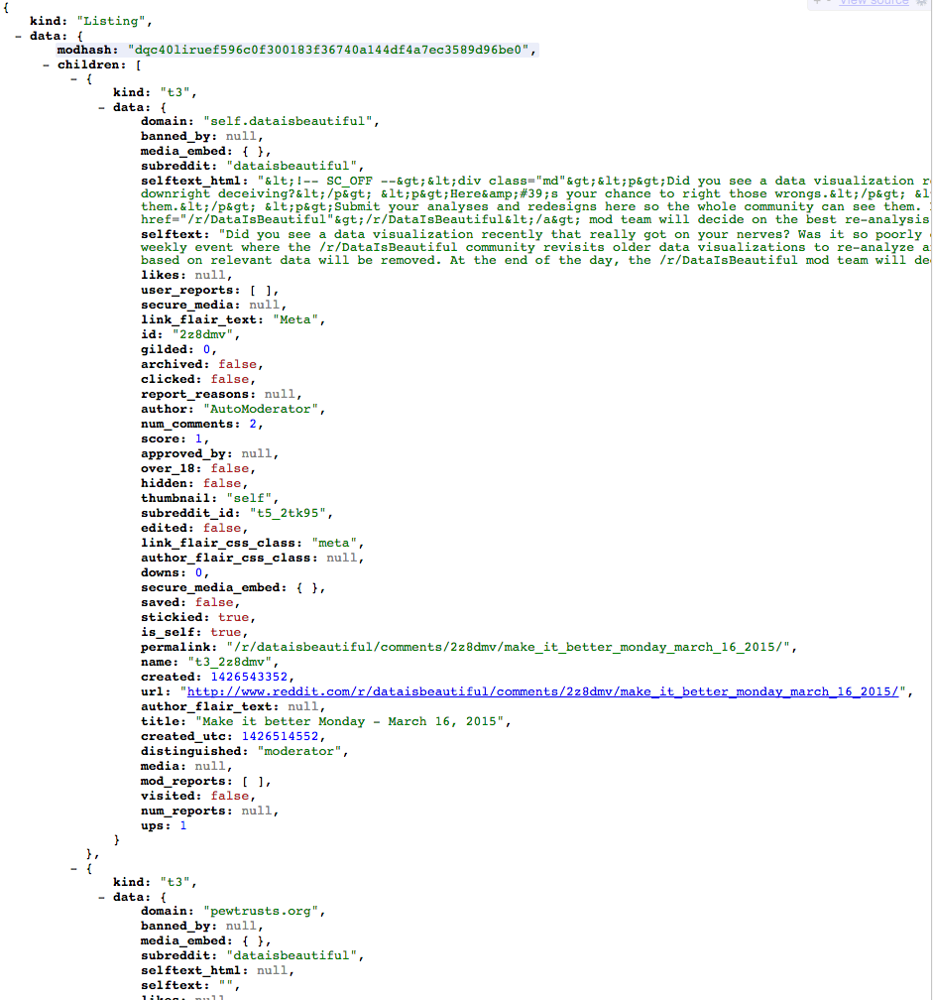 View source
{
kind: "Listing",
- data: {
modhash: "dqc40liruef596c0f300183f36740a144df4a7ec3589d96be0",
- children: [
- {
kind: "t3",
- data: {
domain: "self.dataisbeautiful",
banned_by: null,
media_embed: { },
subreddit: "dataisbeautiful",
selftext_html: "&lt;!-- SC_OFF --&gt;&lt;div class="md"&gt;&lt;p&gt;Did you see a data visualization
downright deceiving?&lt;/p&gt; &lt;p&gt;Here&amp;#39;s your chance to right those wrongs.&lt;/p&gt;
them.&lt;/p&gt; &lt;p&gt;Submit your analyses and redesigns here so the whole community can see them.
href="/r/DataIsBeautiful"&gt;/r/DataIsBeautiful&lt;/a&gt; mod team will decide on the best re-analysis
selftext: "Did you see a data visualization recently that really got on your nerves? Was it so poorly
weekly event where the /r/DataIsBeautiful community revisits older data visualizations to re-analyze
based on relevant data will be removed. At the end of the day, the /r/DataIsBeautiful mod team will
likes: null,
user_reports: [ ],
secure_media: null,
link_flair_text: "Meta",
id: "2z8dmv",
gilded: 0,
archived: false,
clicked: false,
report_reasons: null,
author: "AutoModerator",
num_comments: 2,
score: 1,
approved_by: null,
over_18: false,
hidden: false,
thumbnail: "self",
subreddit_id: "t5_2tk95",
edited: false,
link_flair_css_class: "meta",
author_flair_css_class: null,
downs: 0,
secure_media_embed: { },
saved: false,
stickied: true,
is_self: true,
permalink: "/r/dataisbeautiful/comments/2z8dmv/make_it_better_monday_march_16_2015/",
name: "t3_2z8dmv",
created: 1426543352,
url: "http://www.reddit.com/r/dataisbeautiful/comments/2z8dmv/make_it_better_monday_march_16_2015/",
author_flair_text: null,
title: "Make it better Monday - March 16, 2015",
created_utc: 1426514552,
distinguished: "moderator",
media: null,
mod_reports: [ ],
visited: false,
num_reports: null,
ups: 1
}
},
- {
kind: "t3",
- data: {
domain: "pewtrusts.org",
banned_by: null,
media_embed: { },
subreddit: "dataisbeautiful",
selftext_html: null,
selftext: "",
likes: null